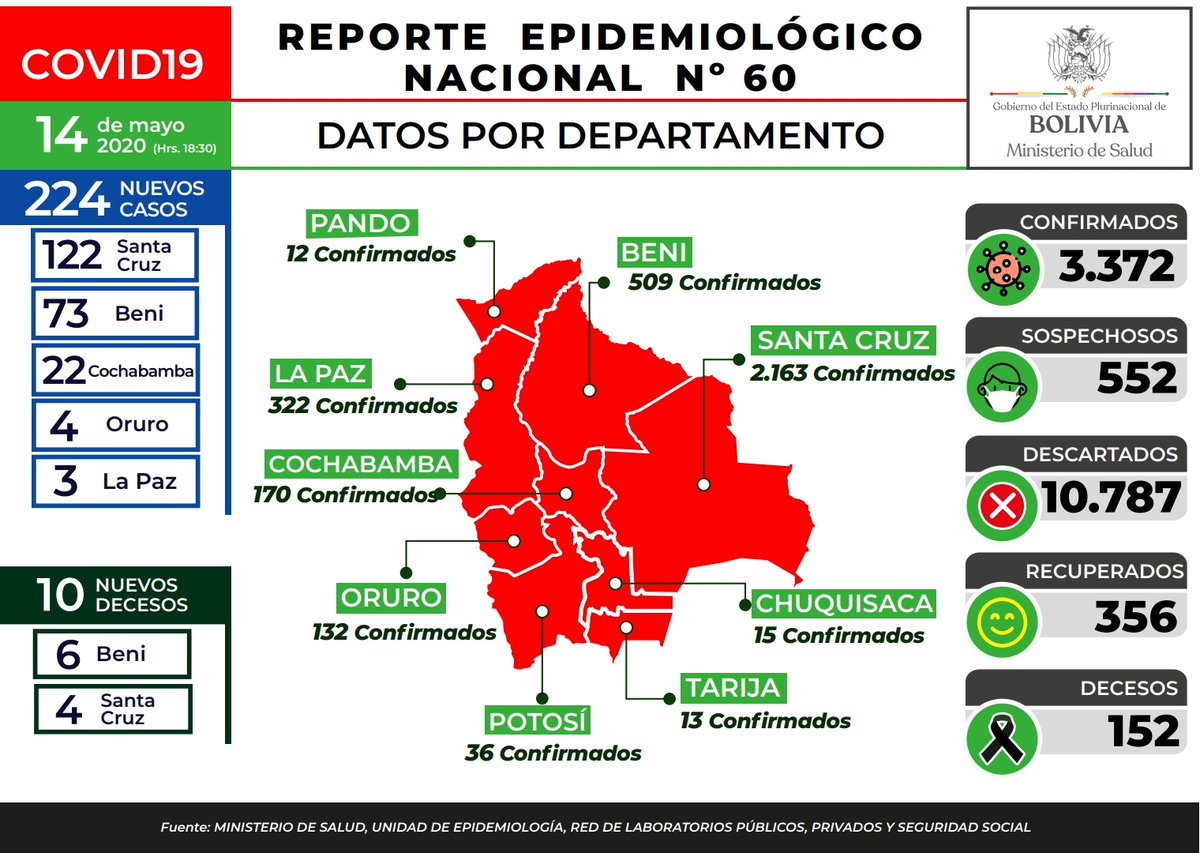 COVID19
REPORTE EPIDEMIOLÓGICO
NACIONAL Nº 60
Gobierno del Estado Plurinacional de
BOLIVIA
Ministerio de Salud
14 de mayo
2020 (Hrs. 18:30)
DATOS POR DEPARTAMENTO
224 NUEVOS
CASOS
122 Santa
Cruz
73 Beni
22 Cochabamba
4 Oruro
3 La Paz
10 NUEVOS
DECESOS
6 Beni
4 Santa
Cruz
PANDO
12 Confirmados
BENI
509 Confirmados
SANTA CRUZ
2.163 Confirmados
LA PAZ
322 Confirmados
COCHABAMBA
170 Confirmados
ORURO
132 Confirmados
CHUQUISACA
15 Confirmados
TARIJA
13 Confirmados
POTOSÍ
36 Confirmados
CONFIRMADOS
3.372
SOSPECHOSOS
552
DESCARTADOS
10.787
RECUPERADOS
356
DECESOS
152
Fuente: MINISTERIO DE SALUD, UNIDAD DE EPIDEMIOLOGÍA, RED DE LABORATORIOS PÚBLICOS, PRIVADOS Y SEGURIDAD SOCIAL